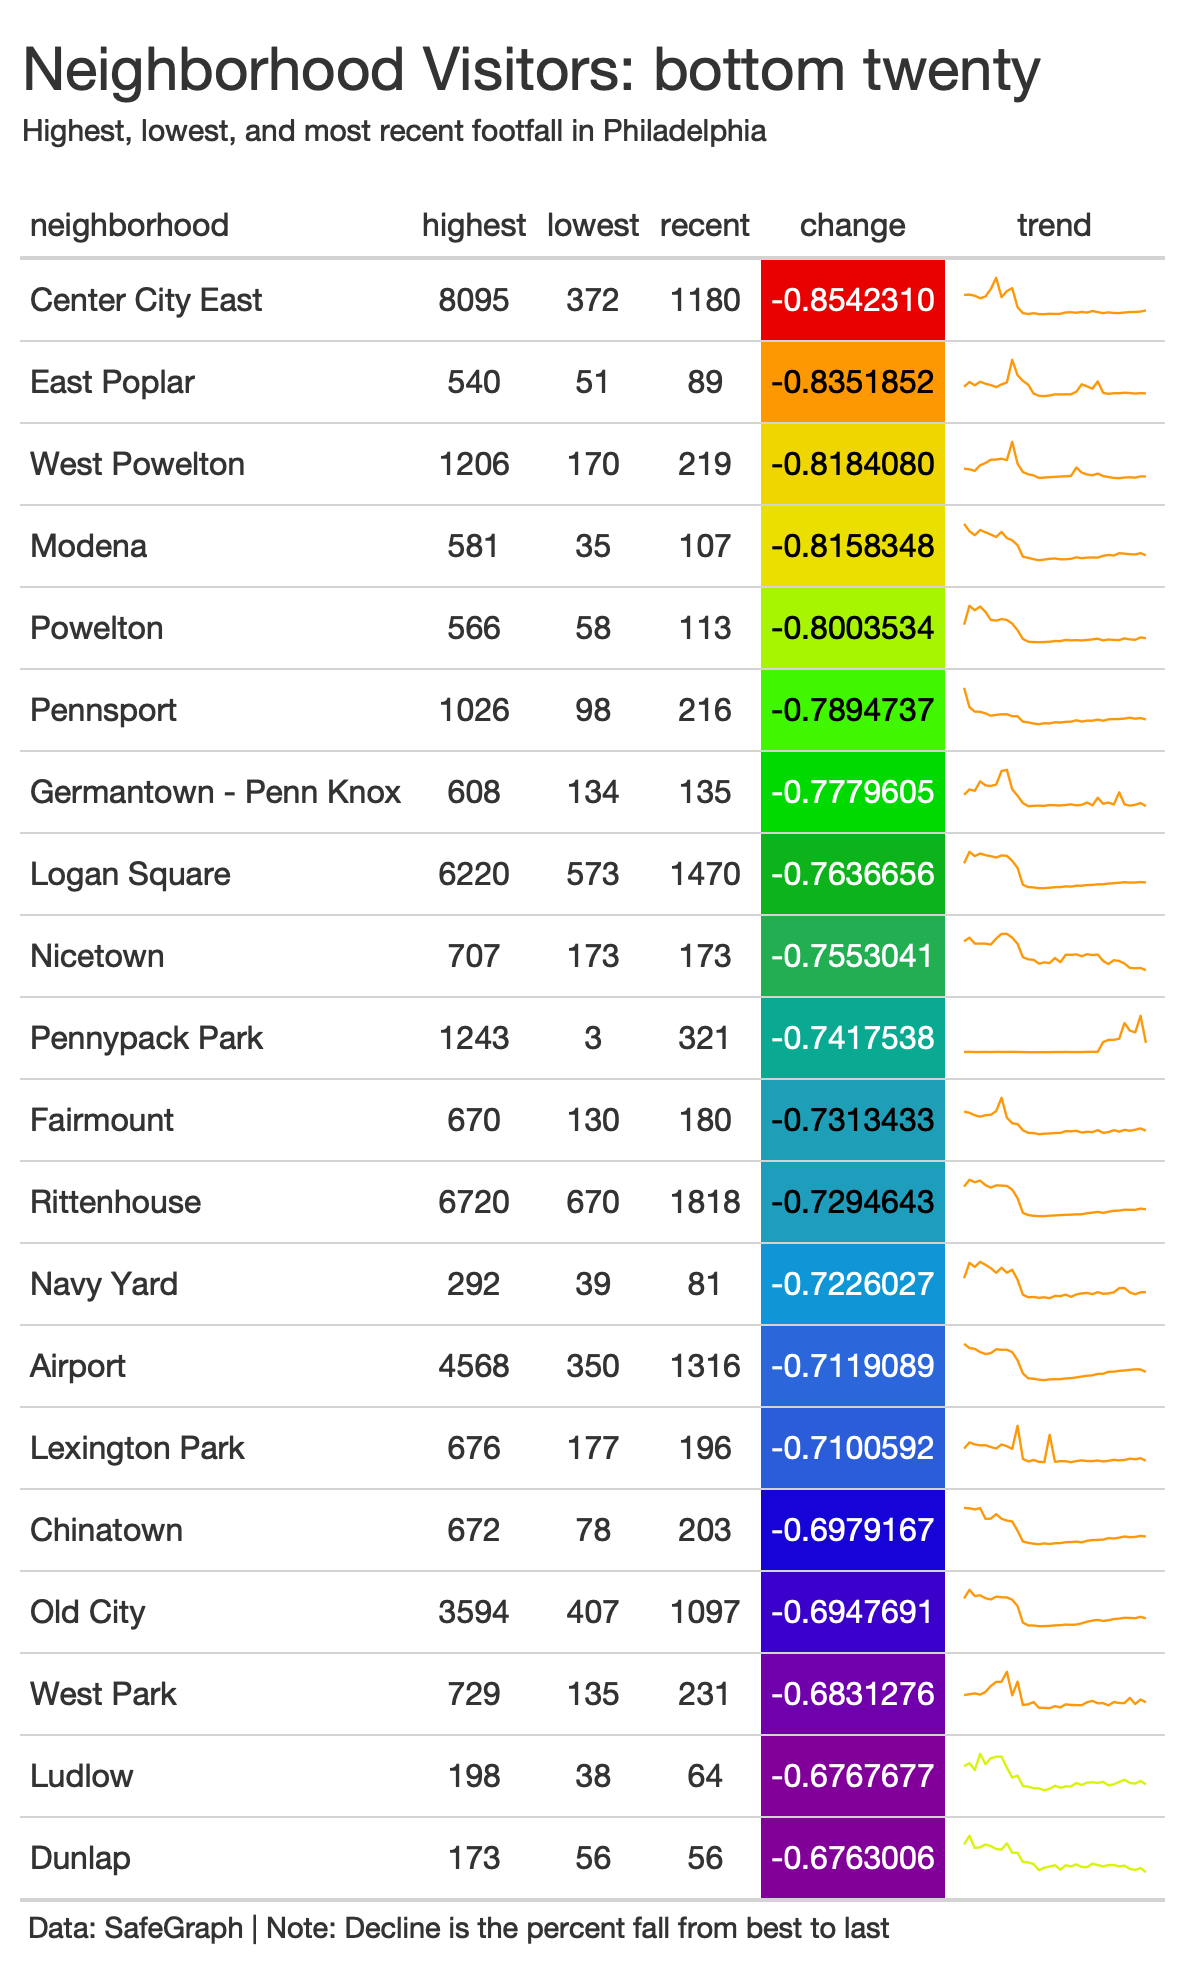 Neighborhood Visitors: bottom twenty
Highest, lowest, and most recent footfall in Philadelphia
neighborhood highest lowest recent change trend
Center City East 8095 372 1180 -0.8542310
East Poplar 540 51 89 -0.8351852
West Powelton 1206 170 219 -0.8184080
Modena 581 35 107 -0.8158348
Powelton 566 58 113 -0.8003534
Pennsport 1026 98 216 -0.7894737
Germantown - Penn Knox 608 134 135 -0.7779605
Logan Square 6220 573 1470 -0.7636656
Nicetown 707 173 173 -0.7553041
Pennypack Park 1243 3 321 -0.7417538
Fairmount 670 130 180 -0.7313433
Rittenhouse 6720 670 1818 -0.7294643
Navy Yard 292 39 81 -0.7226027
Airport 4568 350 1316 -0.7119089
Lexington Park 676 177 196 -0.7100592
Chinatown 672 78 203 -0.6979167
Old City 3594 407 1097 -0.6947691
West Park 729 135 231 -0.6831276
Ludlow 198 38 64 -0.6767677
Dunlap 173 56 56 -0.6763006
Data: SafeGraph | Note: Decline is the percent fall from best to last